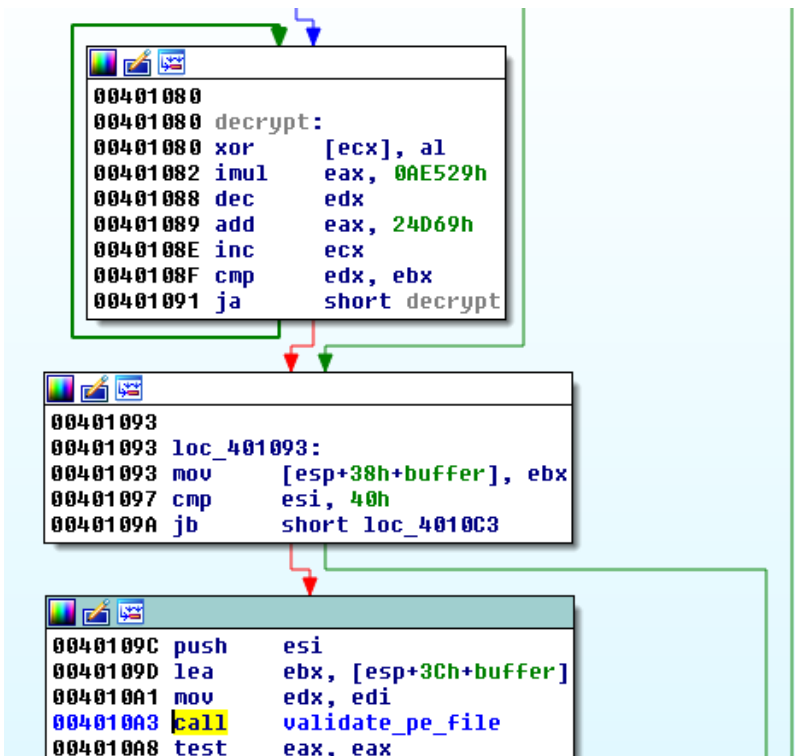 00401080
00401080 decrypt:
00401080 xor [ecx], al
00401082 imul eax, 0AE529h
00401088 dec edx
00401089 add eax, 24D69h
0040108E inc ecx
0040108F cmp edx, ebx
00401091 ja short decrypt
00401093
00401093 loc_401093:
00401093 mov [esp+38h+buffer], ebx
00401097 cmp esi, 40h
0040109A jb short loc_4010C3
0040109C push esi
0040109D lea ebx, [esp+3Ch+buffer]
004010A1 mov edx, edi
004010A3 call validate_pe_file
004010A8 test eax, eax